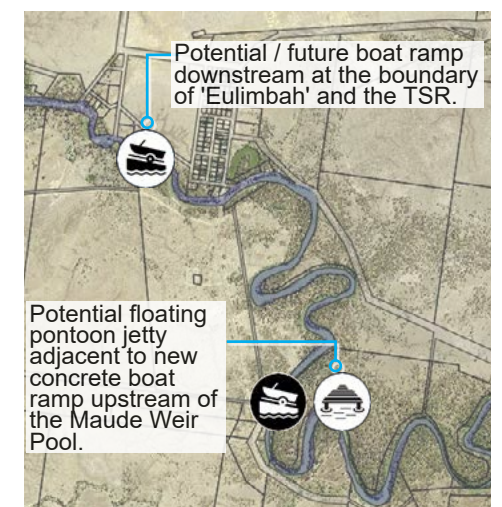 Potential / future boat ramp
downstream at the boundary
of 'Eulimbah' and the TSR.
Potential floating
pontoon jetty
adjacent to new
concrete boat
ramp upstream of
the Maude Weir
Pool.